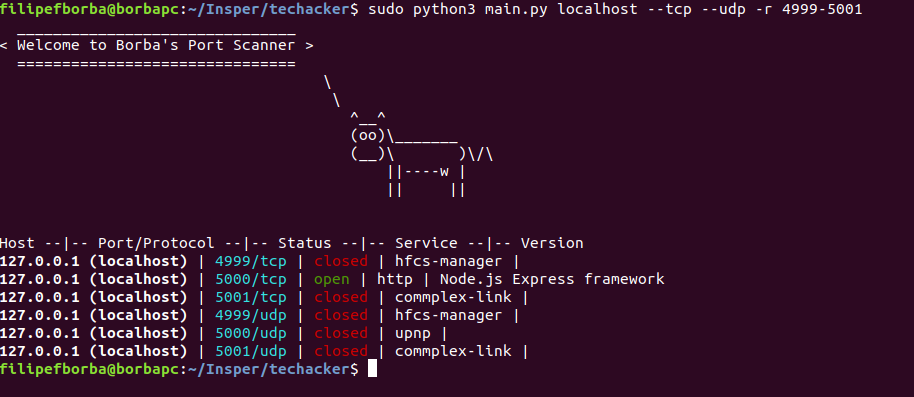 filipefborba@borbapc:~/Insper/techacker$ sudo python3 main.py localhost --tcp --udp -r 4999-5001
  _______________________________
< Welcome to Borba's Port Scanner >
  ===============================
                                    \
                                     \
                                       ^__^
                                       (oo)\_______
                                       (__)\       )\/\
                                           ||----w |
                                           ||     ||
Host --|-- Port/Protocol --|-- Status --|-- Service --|-- Version
127.0.0.1 (localhost) | 4999/tcp | closed | hfcs-manager |
127.0.0.1 (localhost) | 5000/tcp | open | http | Node.js Express framework
127.0.0.1 (localhost) | 5001/tcp | closed | commplex-link |
127.0.0.1 (localhost) | 4999/udp | closed | hfcs-manager |
127.0.0.1 (localhost) | 5000/udp | closed | upnp |
127.0.0.1 (localhost) | 5001/udp | closed | commplex-link |
filipefborba@borbapc:~/Insper/techacker$